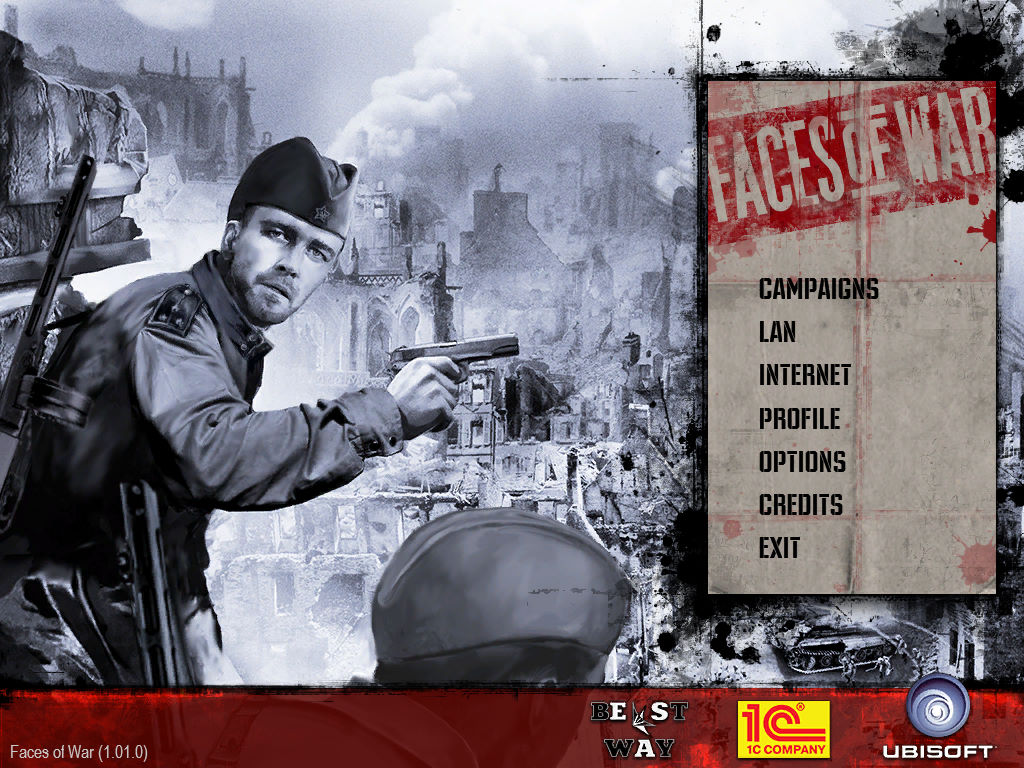 FACES OF WAR
CAMPAIGNS
LAN
INTERNET
PROFILE
OPTIONS
CREDITS
EXIT
Faces of War (1.01.0)
BEST
WAY
1C®
1C COMPANY
UBISOFT